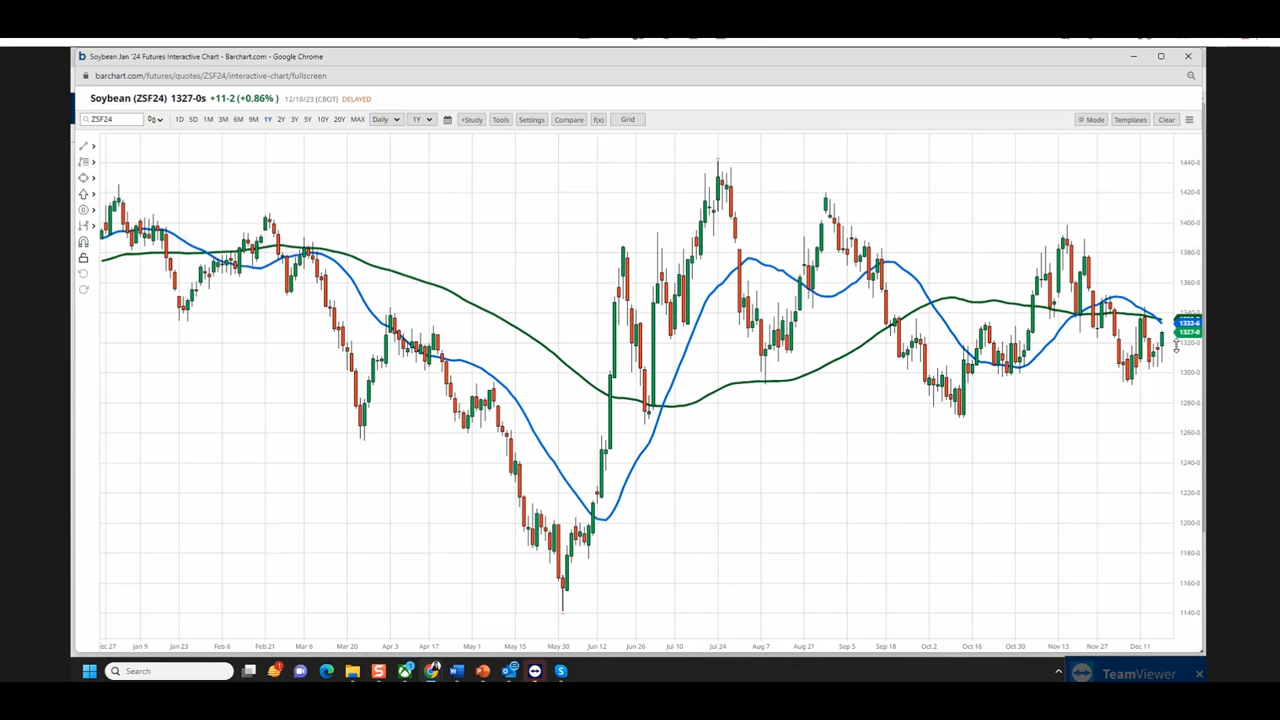 Soybean Jan '24 Futures Interactive Chart - Barchart.com - Google Chrome
barchart.com/futures/quotes/ZSF24/interactive-chart/fullscreen
Soybean (ZSF24) 1327-0s +11-2 (+0.86%) 12/18/23 [CBOT] DELAYED
ZSF24 1D 5D 1M 3M 6M 9M 1Y 2Y 3Y 5Y 10Y 20Y MAX Daily 1Y +Study Tools Settings Compare f(x) Grid Mode Templates Clear
1440-0
1420-0
1400-0
1380-0
1360-0
1340-0
1333-6
1327-0
1320-0
1300-0
1280-0
1260-0
1240-0
1220-0
1200-0
1180-0
1160-0
1140-0
ec 27 Jan 9 Jan 23 Feb 6 Feb 21 Mar 6 Mar 20 Apr 3 Apr 17 May 1 May 15 May 30 Jun 12 Jun 26 Jul 10 Jul 24 Aug 7 Aug 21 Sep 5 Sep 18 Oct 2 Oct 16 Oct 30 Nov 13 Nov 27 Dec 11
Search
TeamViewer